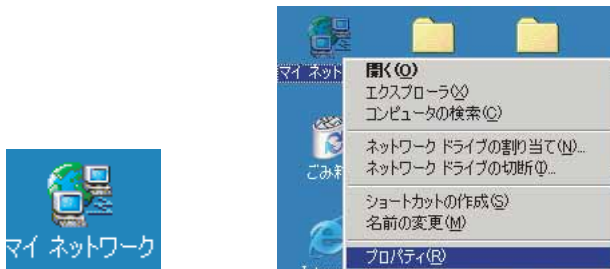 マイ ネットワーク
マイ ネット
開く(O)
エクスプローラ(X)
コンピュータの検索(C)
ネットワーク ドライブの割り当て(N)...
ごみ
ネットワーク ドライブの切断(I)...
ショートカットの作成(S)
名前の変更(M)
プロパティ(R)